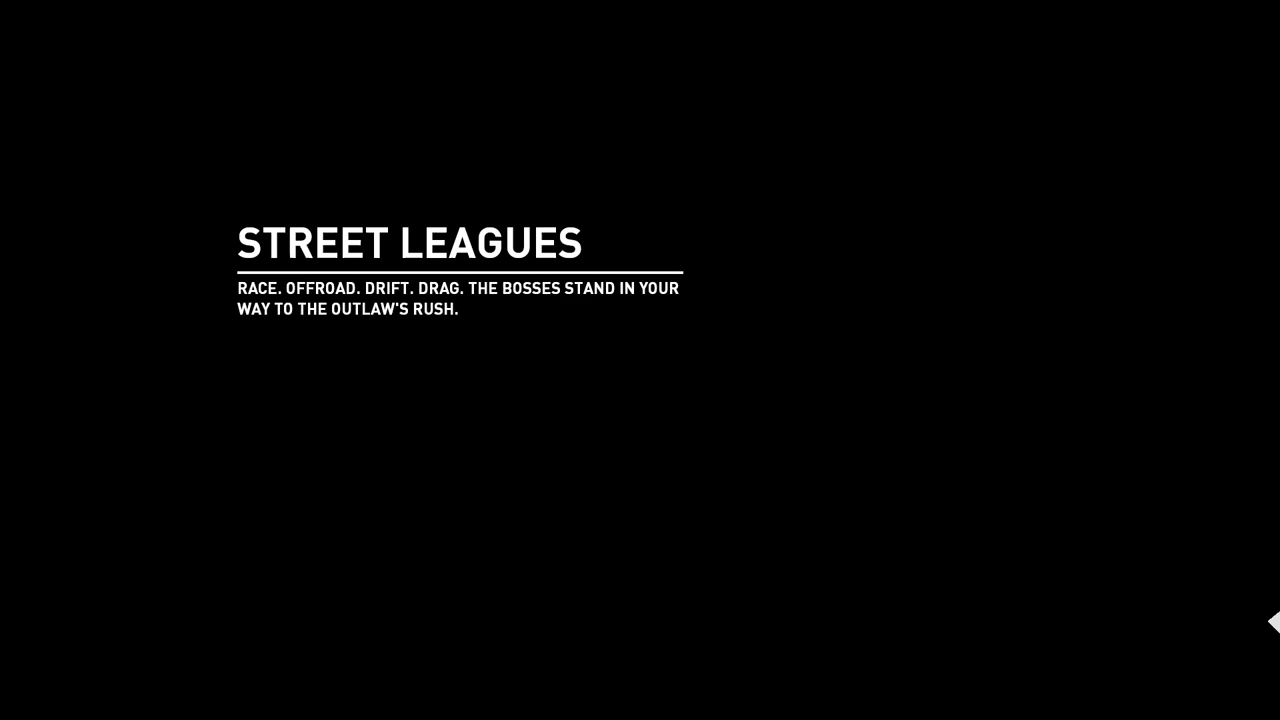 STREET LEAGUES
RACE. OFFROAD. DRIFT. DRAG. THE BOSSES STAND IN YOUR
WAY TO THE OUTLAW'S RUSH.